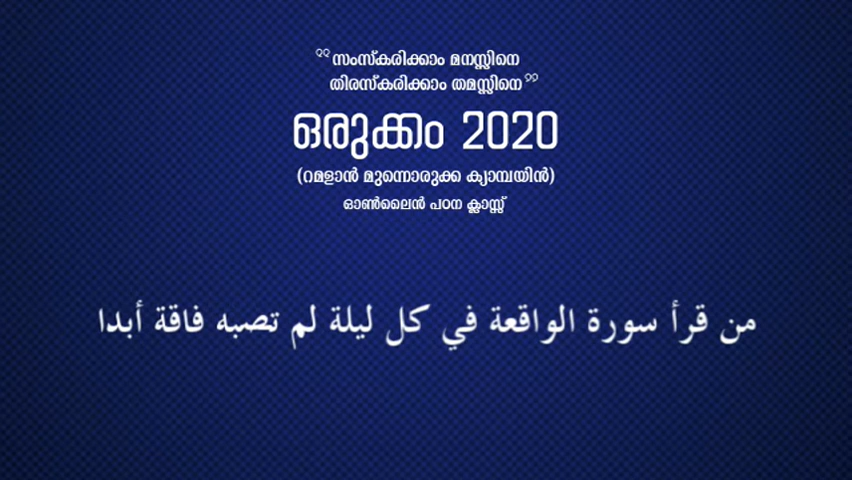 “സംസ്കരിക്കാം മനസ്സിനെ
തിരസ്കരിക്കാം തമസ്സിനെ”
ഒരുക്കം 2020
(റമളാൻ മുന്നൊരുക്ക ക്യാമ്പയിൻ)
ഓൺലൈൻ പഠന ക്ലാസ്സ്
من قرأ سورة الواقعة في كل ليلة لم تصبه فاقة أبدا